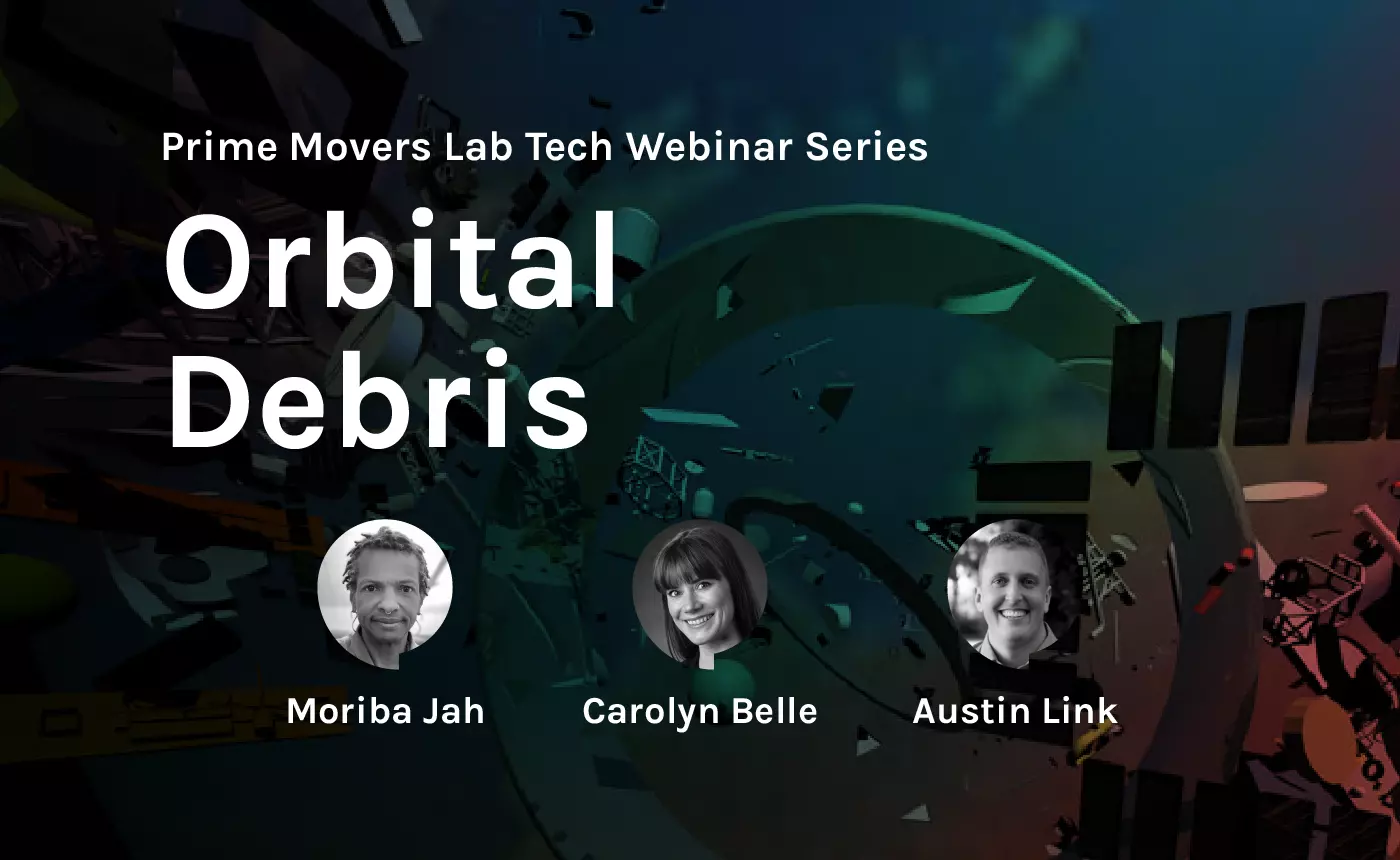 Prime Movers Lab Tech Webinar Series
Orbital
Debris
Moriba Jah
Carolyn Belle
Austin Link